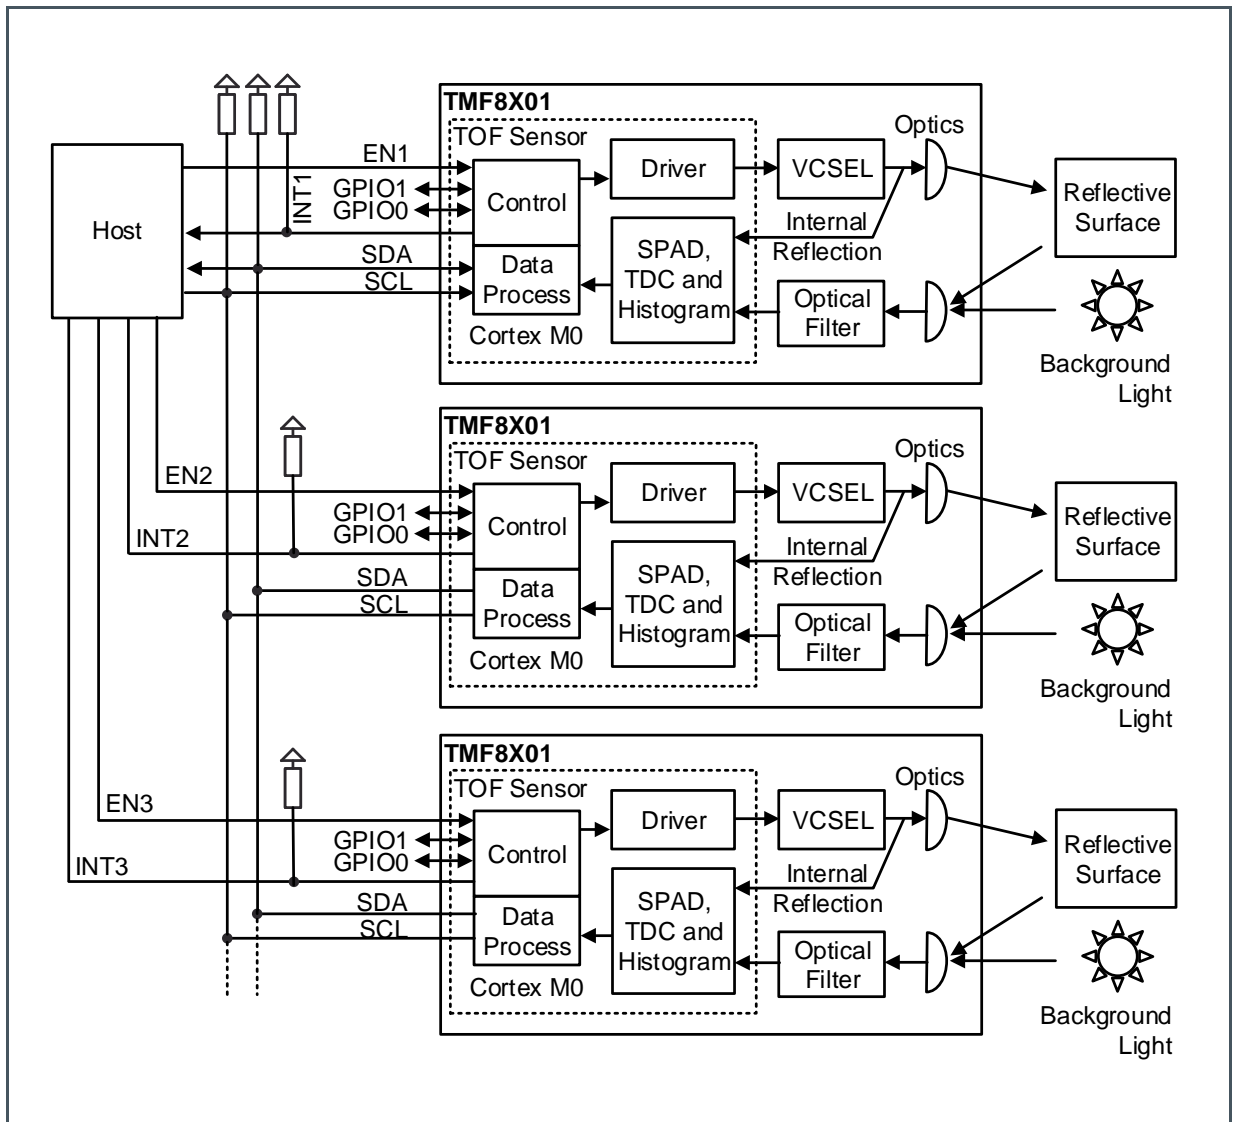 TMF8X01
TOF Sensor
Optics
EN1
Driver
VCSEL
Reflective
Surface
GPIO1
GPIO0
INT1
Control
Host
Internal
Reflection
SPAD,
TDC and
Histogram
SDA
SCL
Data
Process
Optical
Filter
Cortex M0
Background
Light
TMF8X01
TOF Sensor
Optics
EN2
Driver
VCSEL
Reflective
Surface
GPIO1
GPIO0
Control
INT2
Internal
Reflection
SPAD,
TDC and
Histogram
SDA
SCL
Data
Process
Optical
Filter
Cortex M0
Background
Light
TMF8X01
TOF Sensor
Optics
EN3
Driver
VCSEL
Reflective
Surface
GPIO1
GPIO0
Control
INT3
Internal
Reflection
SPAD,
TDC and
Histogram
SDA
SCL
Data
Process
Optical
Filter
Cortex M0
Background
Light